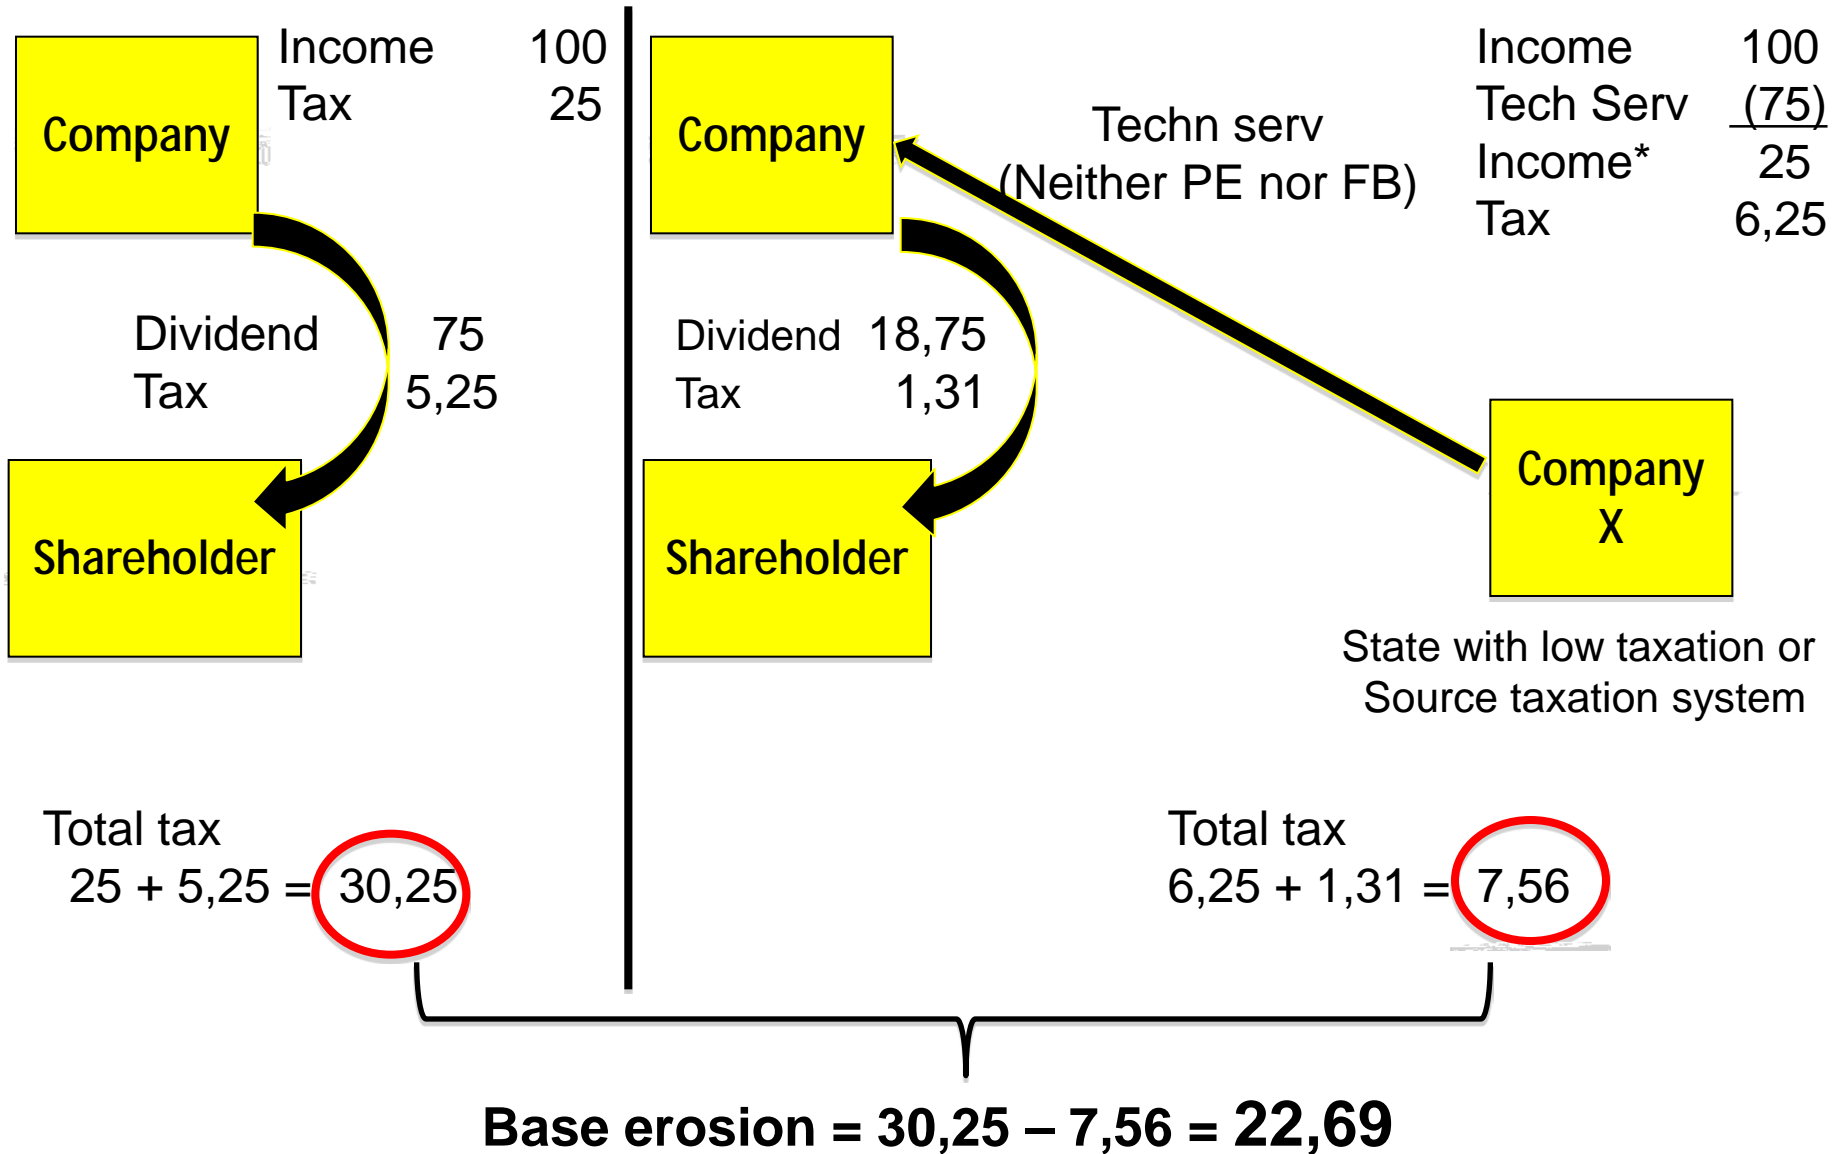 Income 100
Tax 25
Company
Dividend 75
Tax 5,25
Shareholder
Total tax
25 + 5,25 = 30,25
Company
Techn serv
(Neither PE nor FB)
Income 100
Tech Serv (75)
Income* 25
Tax 6,25
Dividend 18,75
Tax 1,31
Shareholder
Company
X
State with low taxation or
Source taxation system
Total tax
6,25 + 1,31 = 7,56
Base erosion = 30,25 – 7,56 = 22,69